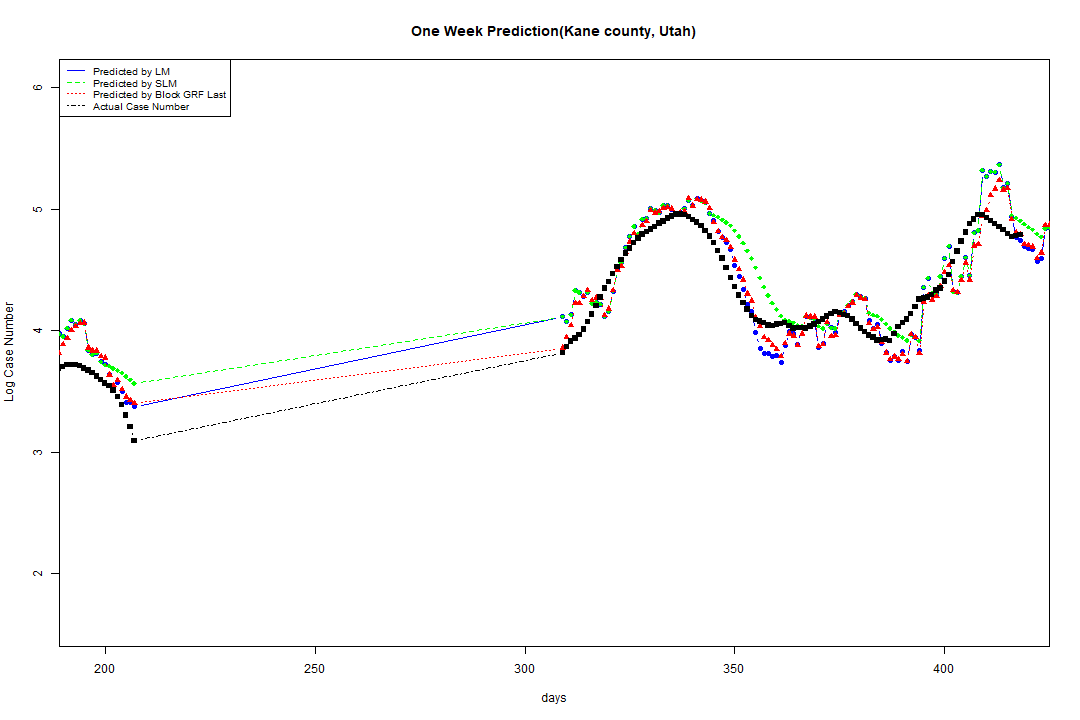 One Week Prediction(Kane county, Utah)
Predicted by LM
Predicted by SLM
Predicted by Block GRF Last
Actual Case Number
6
5
4
3
2
Log Case Number
200 250 300 350 400
days